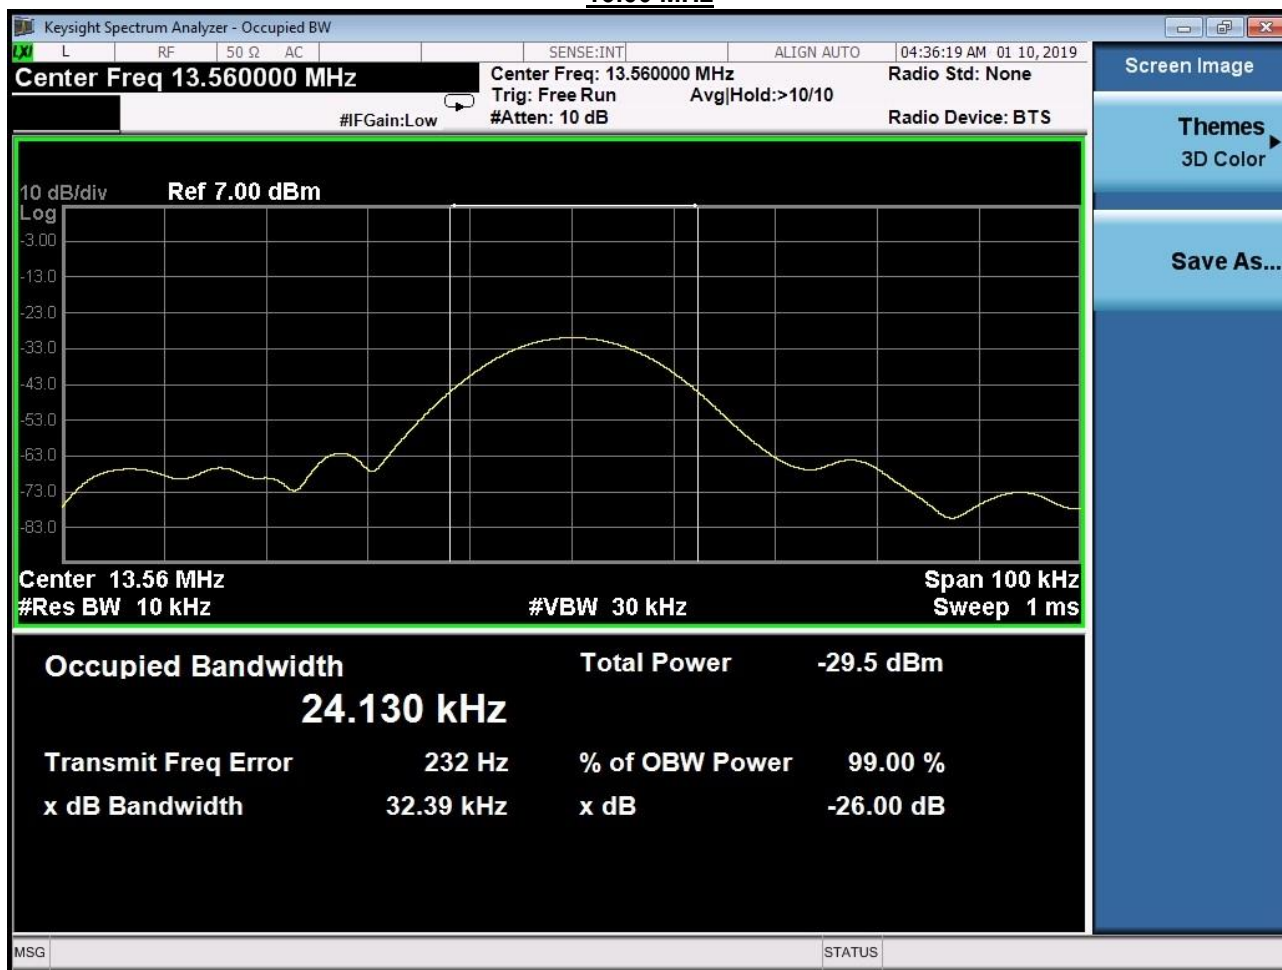 Keysight Spectrum Analyzer - Occupied BW
LXI L RF 50 Ω AC SENSE:INT ALIGN AUTO 04:36:19 AM 01 10, 2019
Center Freq 13.560000 MHz
Center Freq: 13.560000 MHz Radio Std: None
Trig: Free Run Avg|Hold:>10/10
#IFGain:Low #Atten: 10 dB Radio Device: BTS
Screen Image
Themes
3D Color
Save As...
10 dB/div Ref 7.00 dBm
Log
-3.00
-13.0
-23.0
-33.0
-43.0
-53.0
-63.0
-73.0
-83.0
Center 13.56 MHz Span 100 kHz
#Res BW 10 kHz #VBW 30 kHz Sweep 1 ms
Occupied Bandwidth Total Power -29.5 dBm
24.130 kHz
Transmit Freq Error 232 Hz % of OBW Power 99.00 %
x dB Bandwidth 32.39 kHz x dB -26.00 dB
MSG STATUS